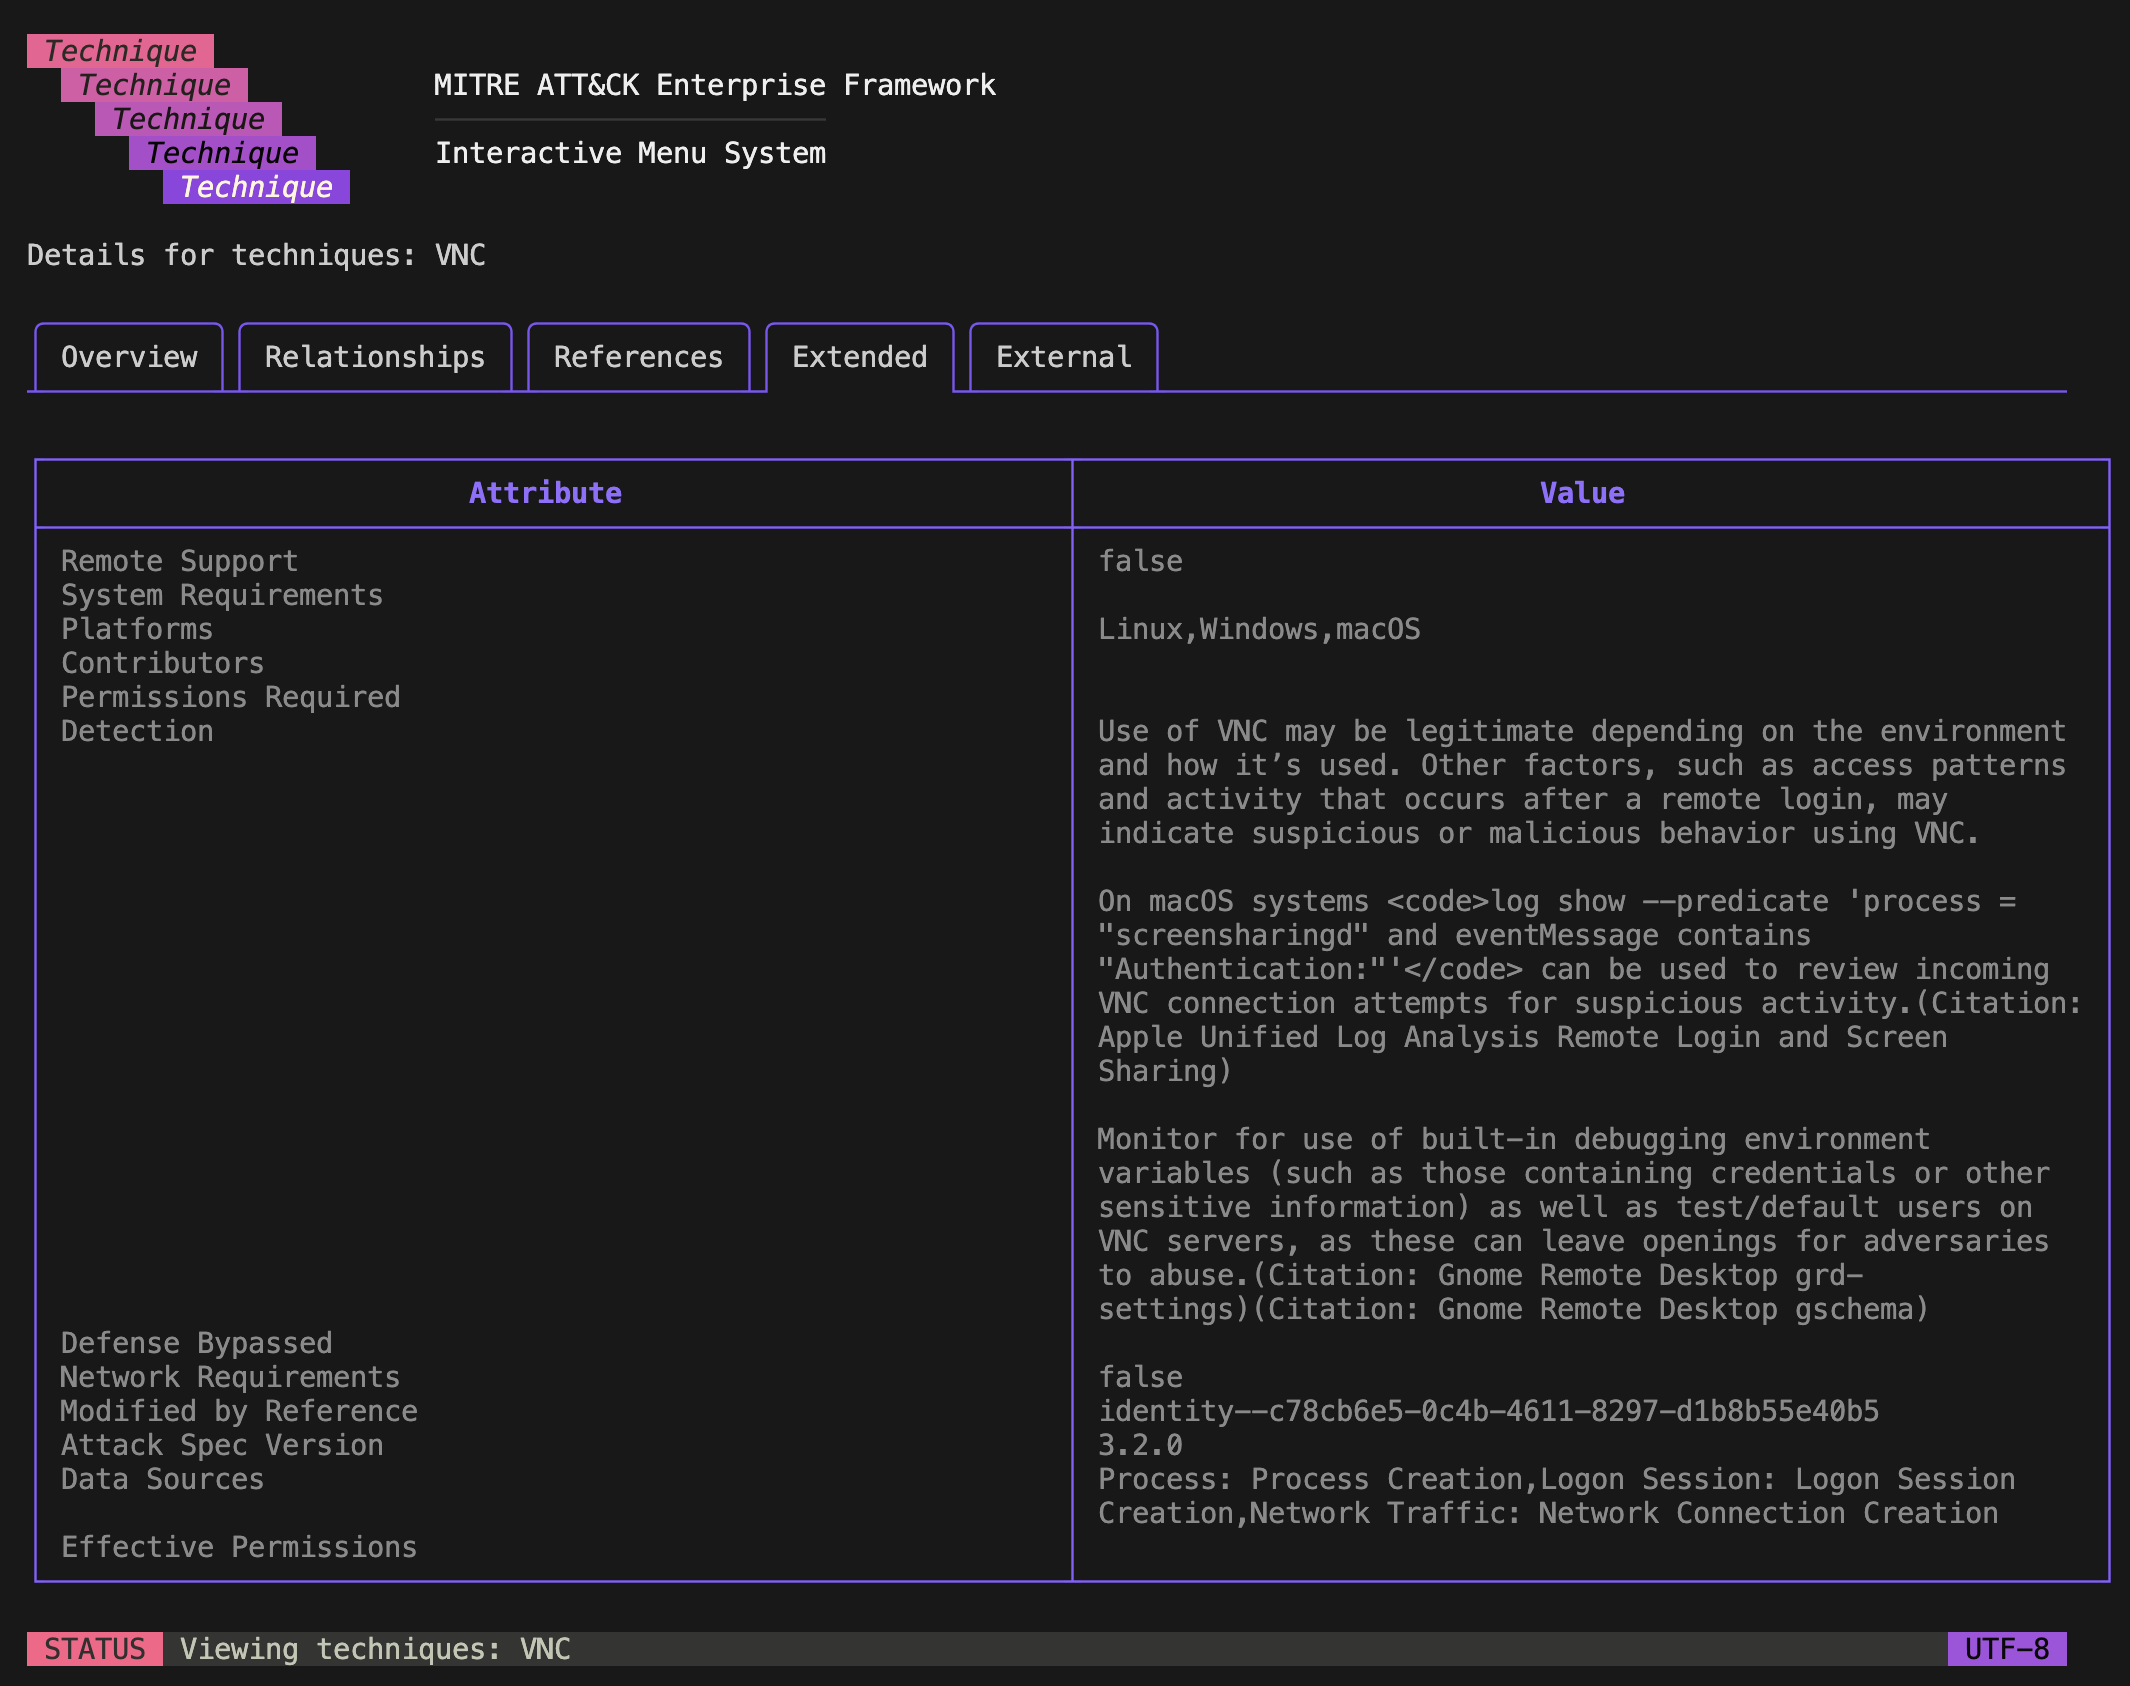 Technique
Technique
MITRE ATT&CK Enterprise Framework
Technique
Technique
Interactive Menu System
Technique
Details for techniques: VNC
Overview Relationships References Extended External
Attribute Value
Remote Support false
System Requirements
Platforms Linux,Windows,macOS
Contributors
Permissions Required
Detection Use of VNC may be legitimate depending on the environment
and how it’s used. Other factors, such as access patterns
and activity that occurs after a remote login, may
indicate suspicious or malicious behavior using VNC.
On macOS systems <code>log show --predicate 'process =
"screensharingd" and eventMessage contains
"Authentication:"'</code> can be used to review incoming
VNC connection attempts for suspicious activity.(Citation:
Apple Unified Log Analysis Remote Login and Screen
Sharing)
Monitor for use of built-in debugging environment
variables (such as those containing credentials or other
sensitive information) as well as test/default users on
VNC servers, as these can leave openings for adversaries
to abuse.(Citation: Gnome Remote Desktop grd-
settings)(Citation: Gnome Remote Desktop gschema)
Defense Bypassed
Network Requirements false
Modified by Reference identity--c78cb6e5-0c4b-4611-8297-d1b8b55e40b5
Attack Spec Version 3.2.0
Data Sources Process: Process Creation,Logon Session: Logon Session
Creation,Network Traffic: Network Connection Creation
Effective Permissions
STATUS Viewing techniques: VNC UTF-8